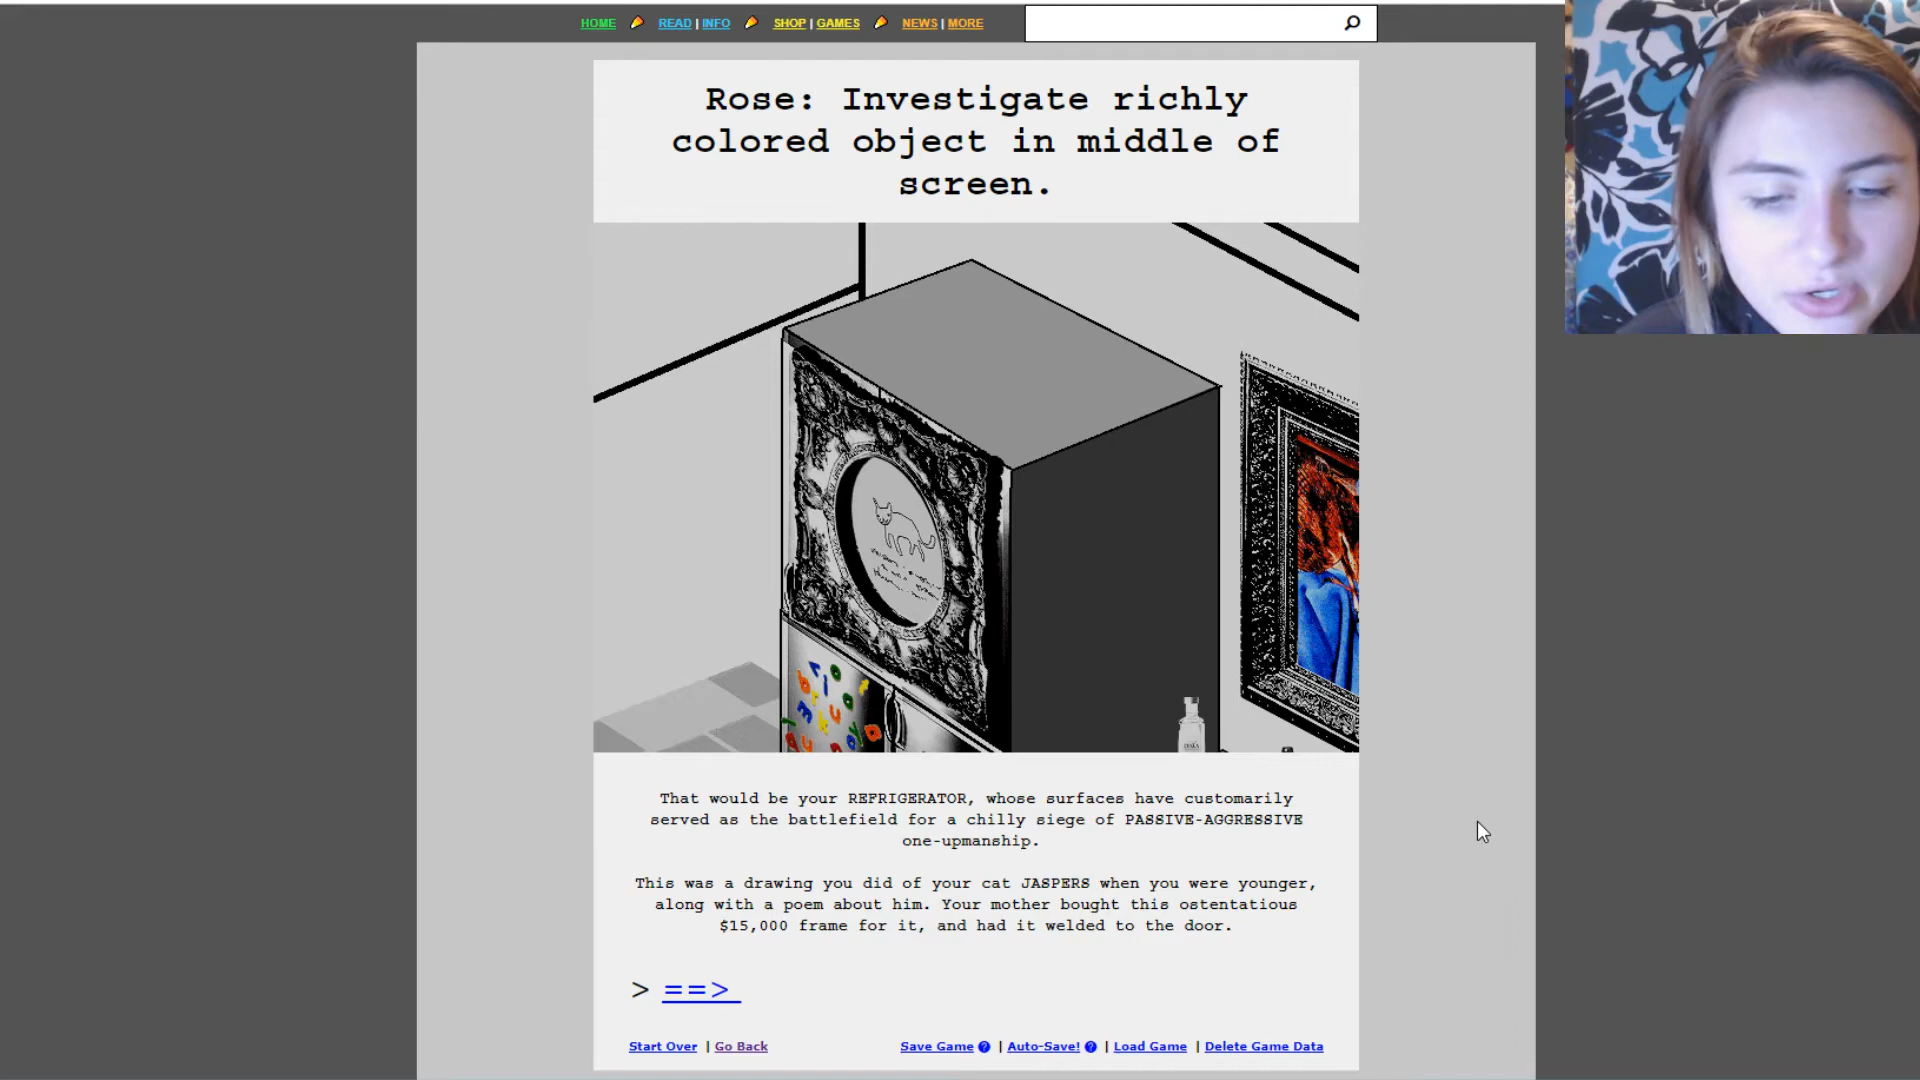 HOME READ | INFO SHOP | GAMES NEWS | MORE
Rose: Investigate richly
colored object in middle of
screen.
That would be your REFRIGERATOR, whose surfaces have customarily
served as the battlefield for a chilly siege of PASSIVE-AGGRESSIVE
one-upmanship.
This was a drawing you did of your cat JASPERS when you were younger,
along with a poem about him. Your mother bought this ostentatious
$15,000 frame for it, and had it welded to the door.
> ==>
Start Over | Go Back Save Game ? | Auto-Save! ? | Load Game | Delete Game Data